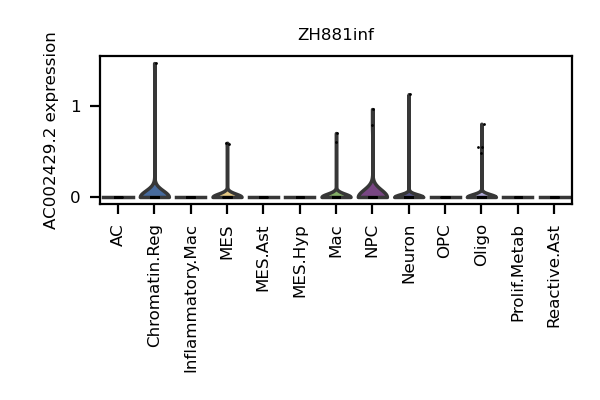 ZH881inf
AC002429.2 expression
1
0
AC
Chromatin.Reg
Inflammatory.Mac
MES
MES.Ast
MES.Hyp
Mac
NPC
Neuron
OPC
Oligo
Prolif.Metab
Reactive.Ast